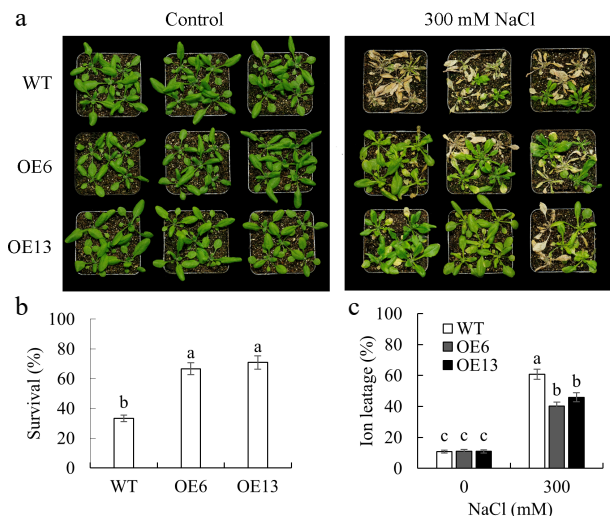 a
Control
300 mM NaCl
WT
OE6
OE13
b
100
80
60
40
20
0
Survival (%)
b
a
a
WT
OE6
OE13
c
100
80
60
40
20
0
Ion leatage (%)
WT
OE6
OE13
c
c
c
a
b
b
0
300
NaCl (mM)